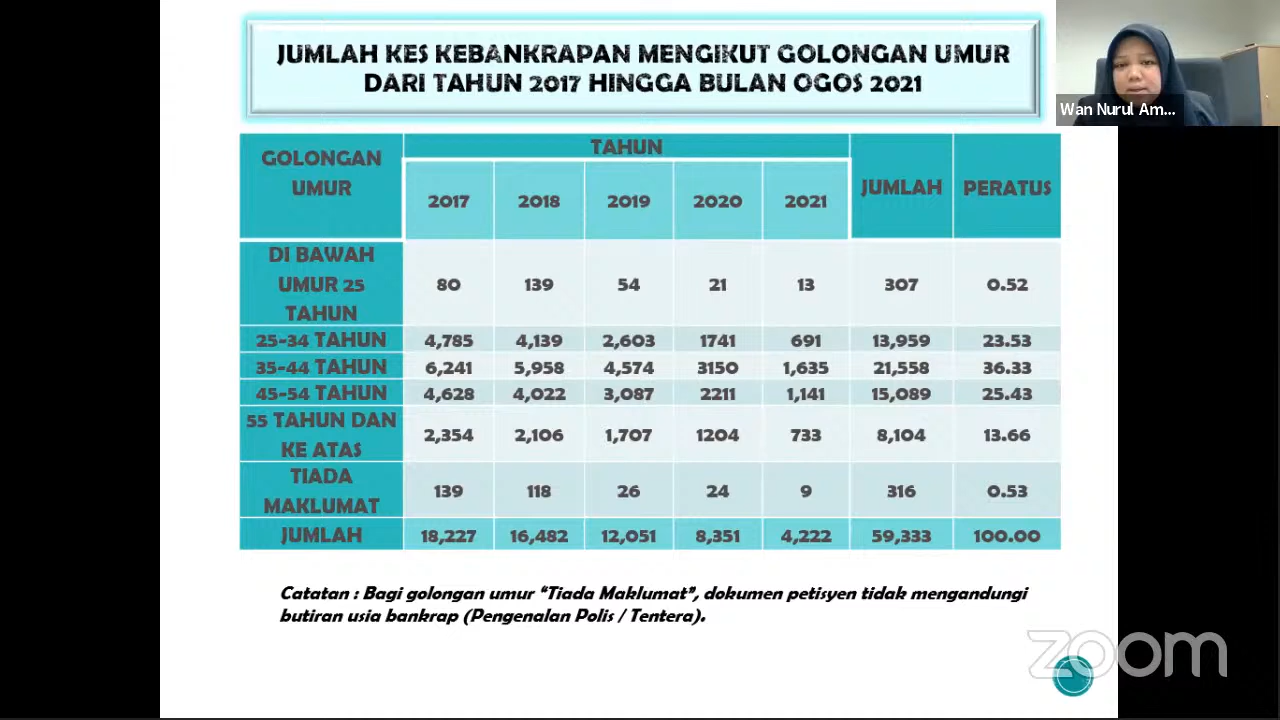 JUMLAH KES KEBANKRAPAN MENGIKUT GOLONGAN UMUR
DARI TAHUN 2017 HINGGA BULAN OGOS 2021
Wan Nurul Am...
GOLONGAN UMUR TAHUN JUMLAH PERATUS
2017 2018 2019 2020 2021
DI BAWAH UMUR 25 TAHUN 80 139 54 21 13 307 0.52
25-34 TAHUN 4,785 4,139 2,603 1741 691 13,959 23.53
35-44 TAHUN 6,241 5,958 4,574 3150 1,635 21,558 36.33
45-54 TAHUN 4,628 4,022 3,087 2211 1,141 15,089 25.43
55 TAHUN DAN KE ATAS 2,354 2,106 1,707 1204 733 8,104 13.66
TIADA MAKLUMAT 139 118 26 24 9 316 0.53
JUMLAH 18,227 16,482 12,051 8,351 4,222 59,333 100.00
Catatan : Bagi golongan umur “Tiada Maklumat”, dokumen petisyen tidak mengandungi
butiran usia bankrap (Pengenalan Polis / Tentera).
zoom